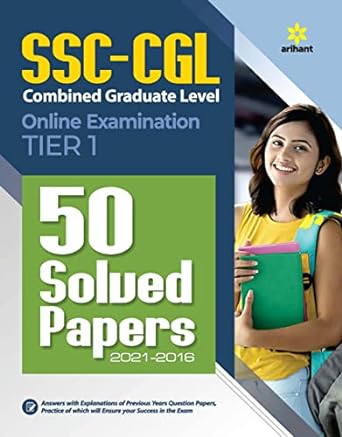 arihant
SSC-CGL
Combined Graduate Level
Online Examination
TIER 1
50
Solved
Papers
2021-2016
Answers with Explanations of Previous Years Question Papers,
Practice of which will Ensure your Success in the Exam